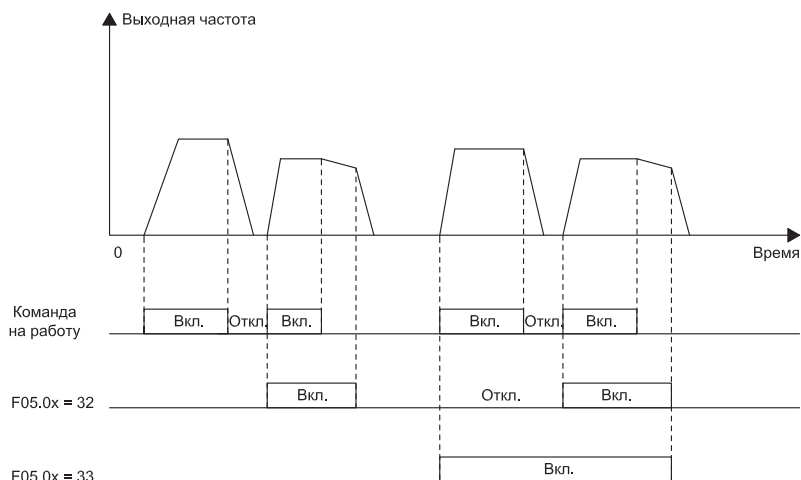 Выходная частота
0
Время
Команда
на работу
Вкл. Откл. Вкл. Вкл. Откл. Вкл.
F05.0x = 32
Вкл. Откл. Вкл.
F05.0x = 33
Вкл.